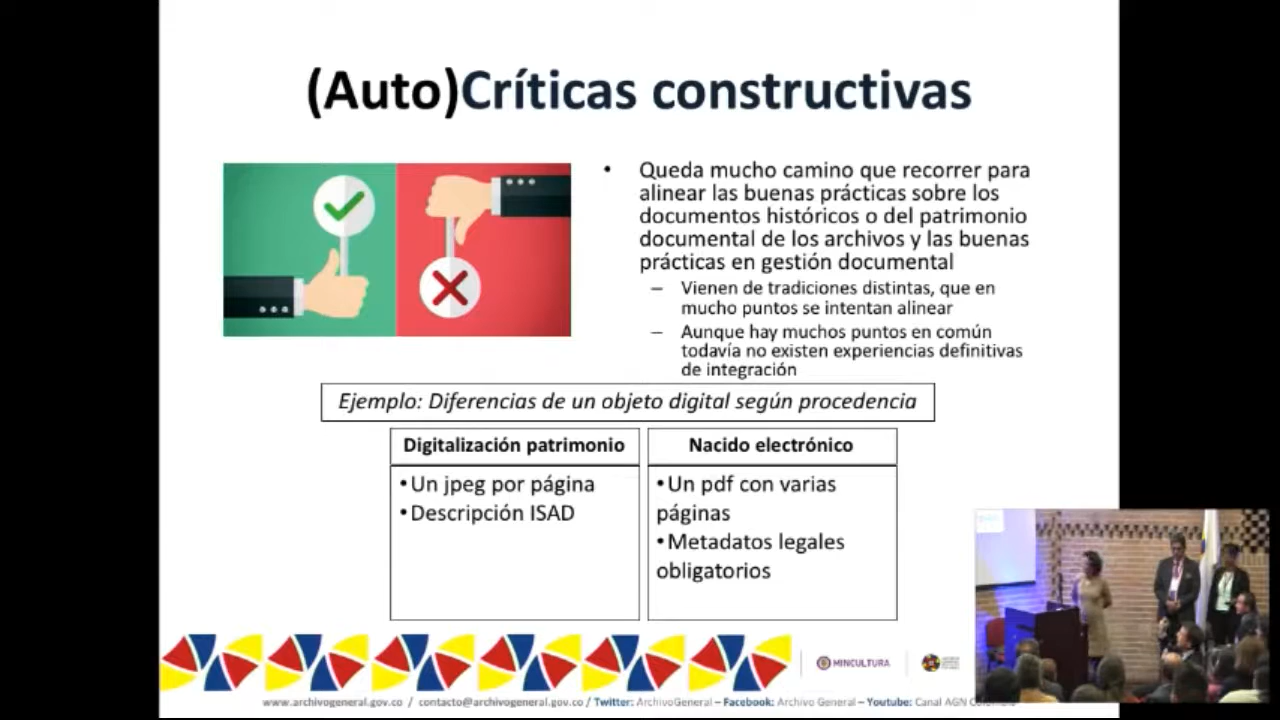 (Auto)Críticas constructivas
• Queda mucho camino que recorrer para
alinear las buenas prácticas sobre los
documentos históricos o del patrimonio
documental de los archivos y las buenas
prácticas en gestión documental
– Vienen de tradiciones distintas, que en
mucho puntos se intentan alinear
– Aunque hay muchos puntos en común
todavía no existen experiencias definitivas
de integración
Ejemplo: Diferencias de un objeto digital según procedencia
Digitalización patrimonio
•Un jpeg por página
•Descripción ISAD
Nacido electrónico
•Un pdf con varias
páginas
•Metadatos legales
obligatorios
MINCULTURA
www.archivogeneral.gov.co / contacto@archivogeneral.gov.co / Twitter: ArchivoGeneral – Facebook: Archivo General – Youtube: Canal AGN